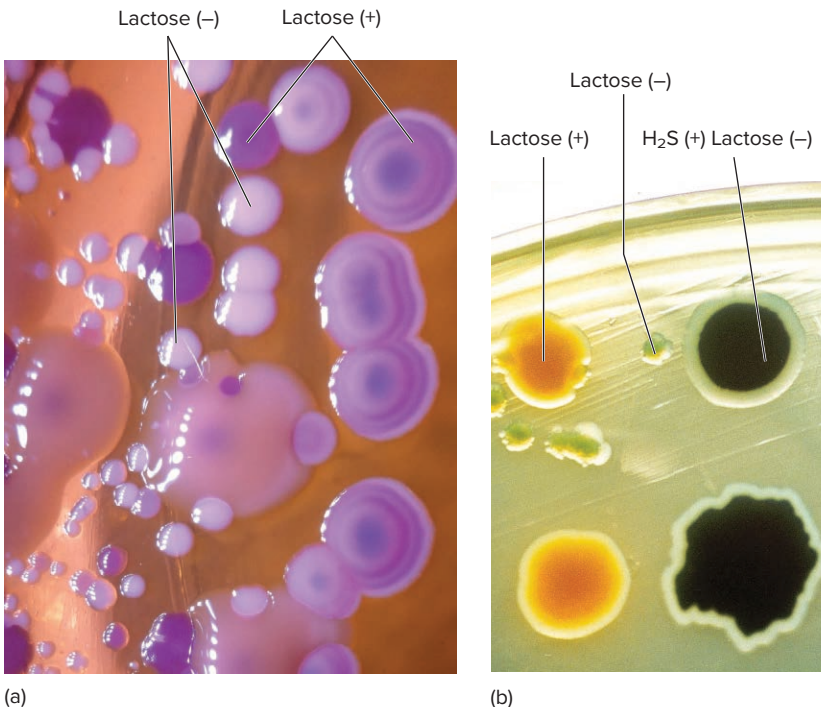 Lactose (–)
Lactose (+)
Lactose (–)
Lactose (+)
H₂S (+) Lactose (–)
(a)
(b)